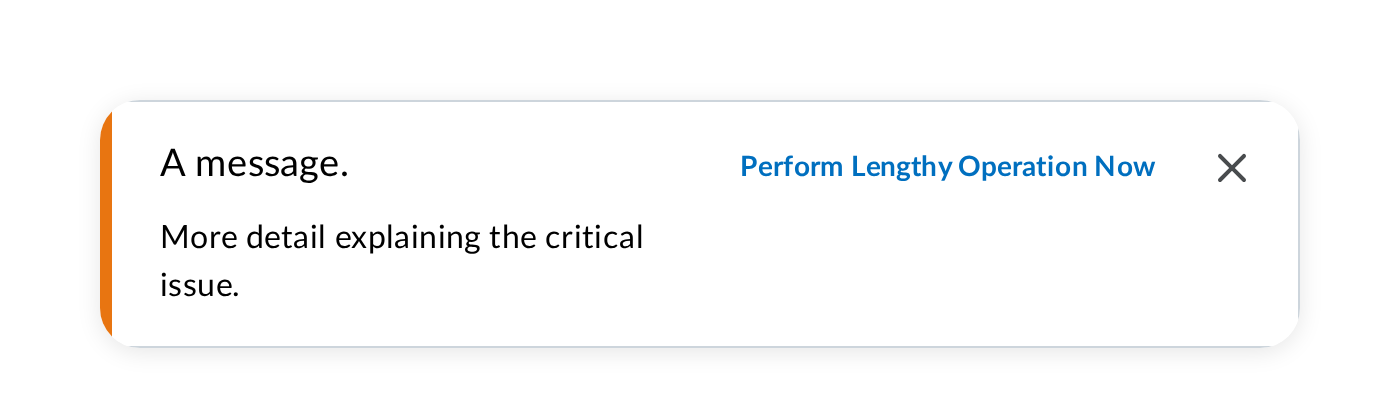 A message.
Perform Lengthy Operation Now
More detail explaining the critical
issue.